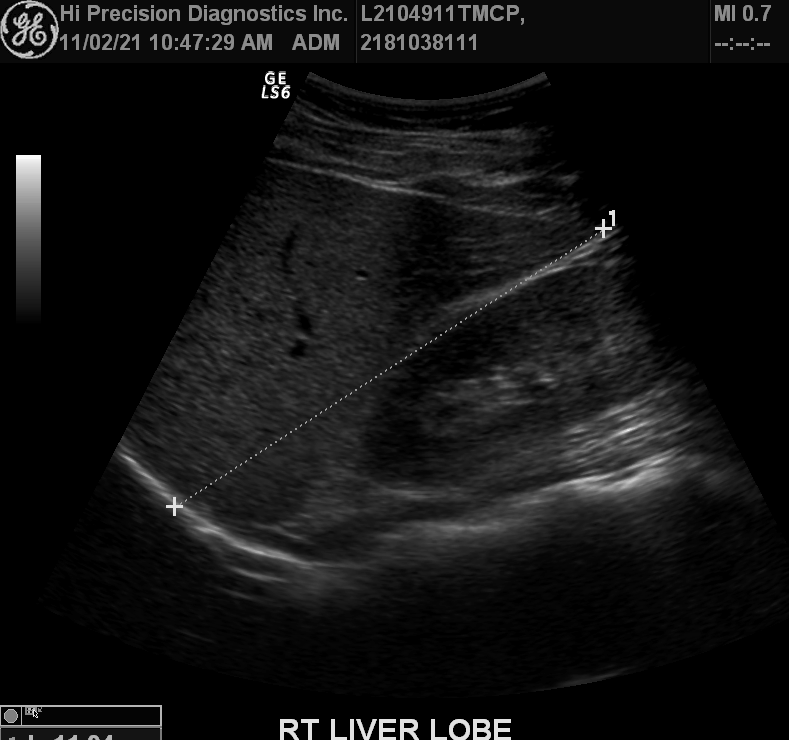 Hi Precision Diagnostics Inc. L2104911TMCP, MI 0.7
11/02/21 10:47:29 AM ADM 2181038111 --:--:--
GE
LS6
1
RT LIVER LOBE